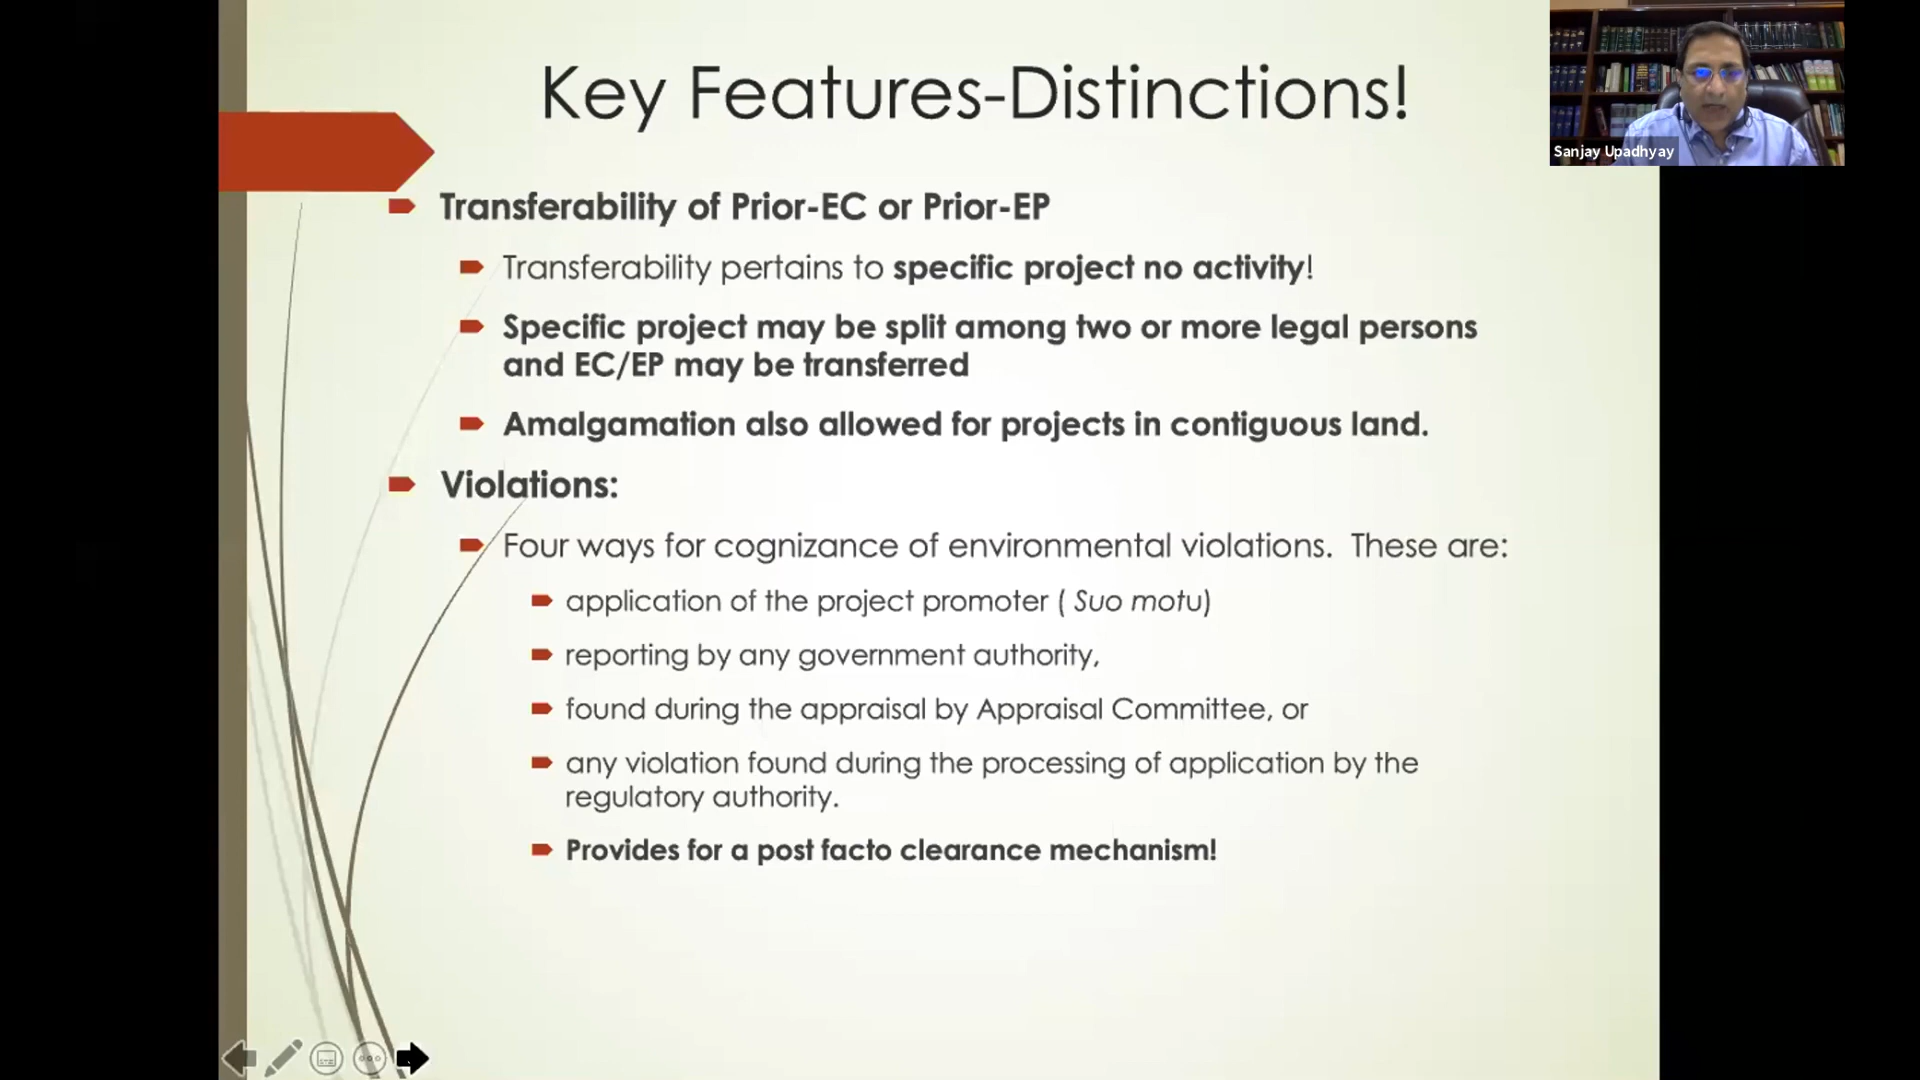 Key Features-Distinctions!
Sanjay Upadhyay
Transferability of Prior-EC or Prior-EP
Transferability pertains to specific project no activity!
Specific project may be split among two or more legal persons
and EC/EP may be transferred
Amalgamation also allowed for projects in contiguous land.
Violations:
Four ways for cognizance of environmental violations.  These are:
application of the project promoter ( Suo motu)
reporting by any government authority,
found during the appraisal by Appraisal Committee, or
any violation found during the processing of application by the
regulatory authority.
Provides for a post facto clearance mechanism!